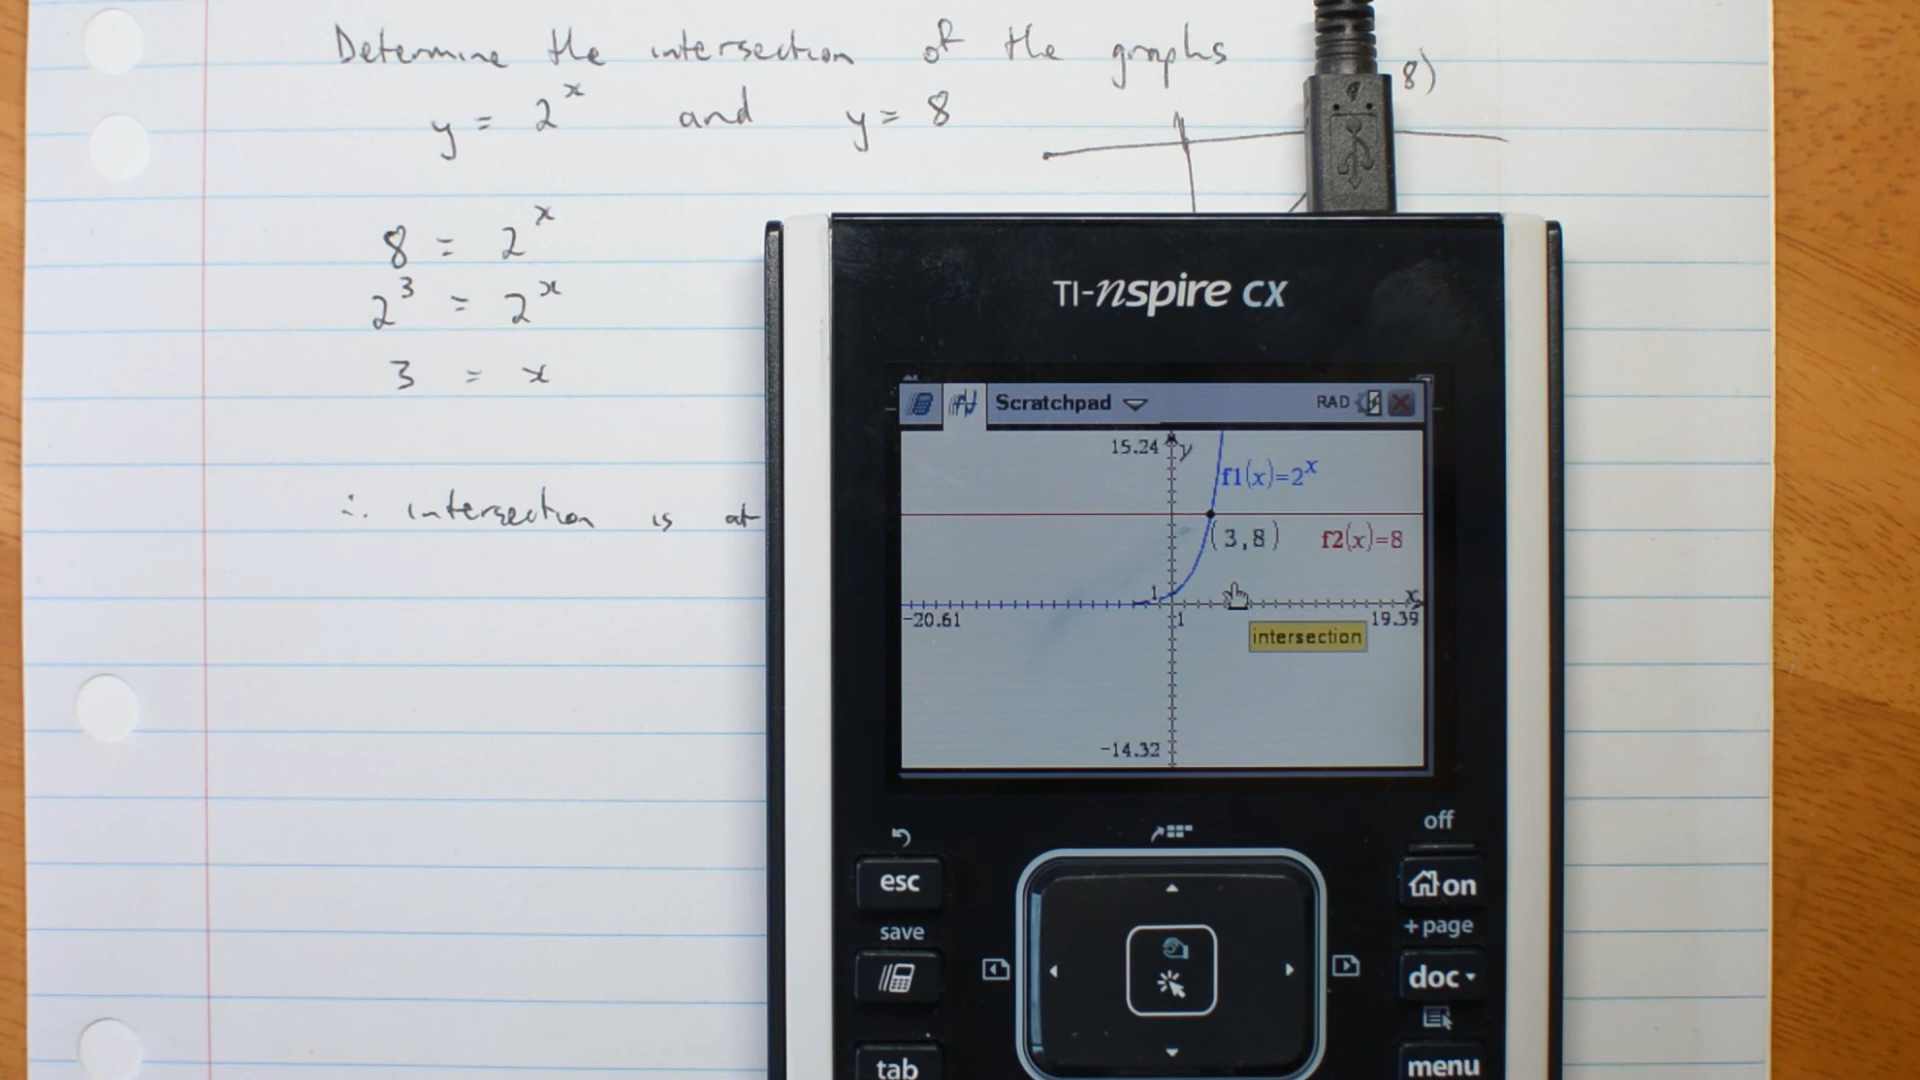 Determine the intersection of the graphs
8)
y = 2^x and y = 8
8 = 2^x
2^3 = 2^x
3 = x
∴ intersection is at
TI-nspire CX
Scratchpad RAD
15.24 y
f1(x)=2^x
(3,8) f2(x)=8
1 x
-20.61 1 19.39
intersection
-14.32
off
esc on
save +page
doc
tab menu